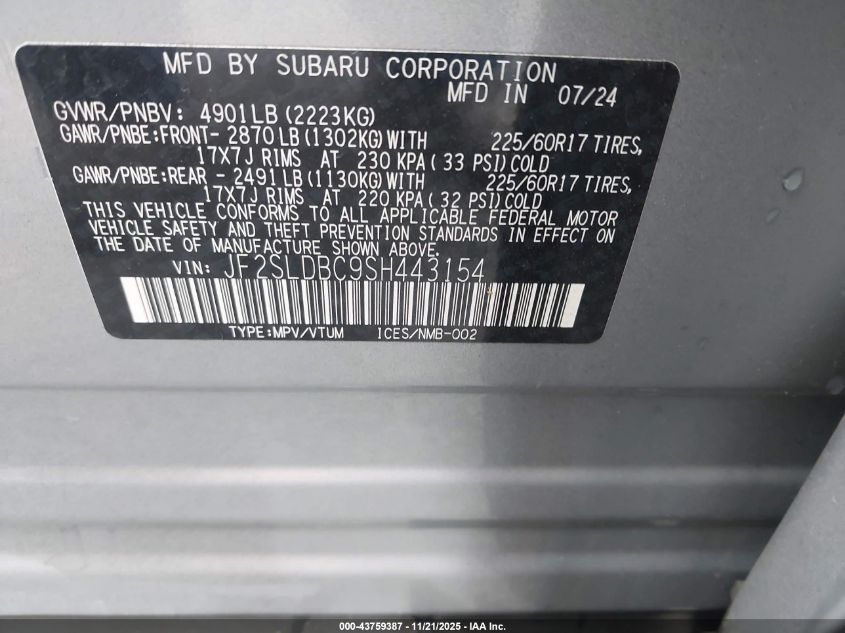 MFD BY SUBARU CORPORATION
MFD IN 07/24
GVWR/PNBV: 4901LB (2223KG)
GAWR/PNBE:FRONT- 2870LB (1302KG)WITH 225/60R17 TIRES,
17X7J RIMS AT 230 KPA ( 33 PSI)COLD
GAWR/PNBE:REAR - 2491LB (1130KG)WITH 225/60R17 TIRES,
17X7J RIMS AT 220 KPA ( 32 PSI)COLD
THIS VEHICLE CONFORMS TO ALL APPLICABLE FEDERAL MOTOR
VEHICLE SAFETY AND THEFT PREVENTION STANDARDS IN EFFECT ON
THE DATE OF MANUFACTURE SHOWN ABOVE.
VIN: JF2SLDBC9SH443154
TYPE:MPV/VTUM ICES/NMB-002
000-43759387 - 11/21/2025 - IAA Inc.